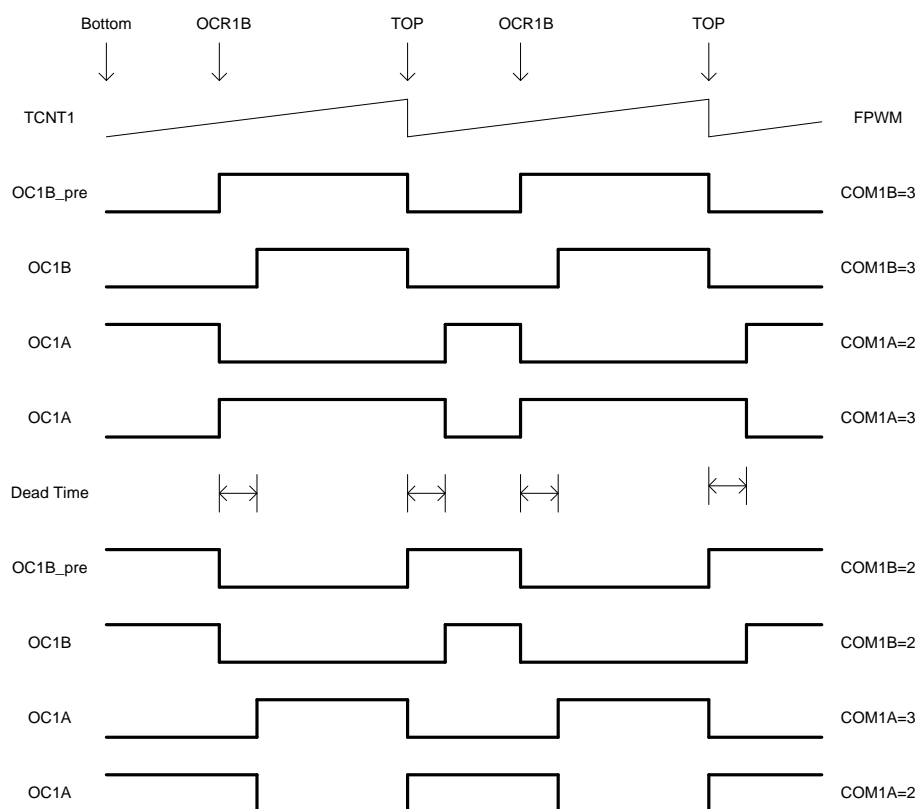 Bottom OCR1B TOP OCR1B TOP
TCNT1 FPWM
OC1B_pre COM1B=3
OC1B COM1B=3
OC1A COM1A=2
OC1A COM1A=3
Dead Time
OC1B_pre COM1B=2
OC1B COM1B=2
OC1A COM1A=3
OC1A COM1A=2